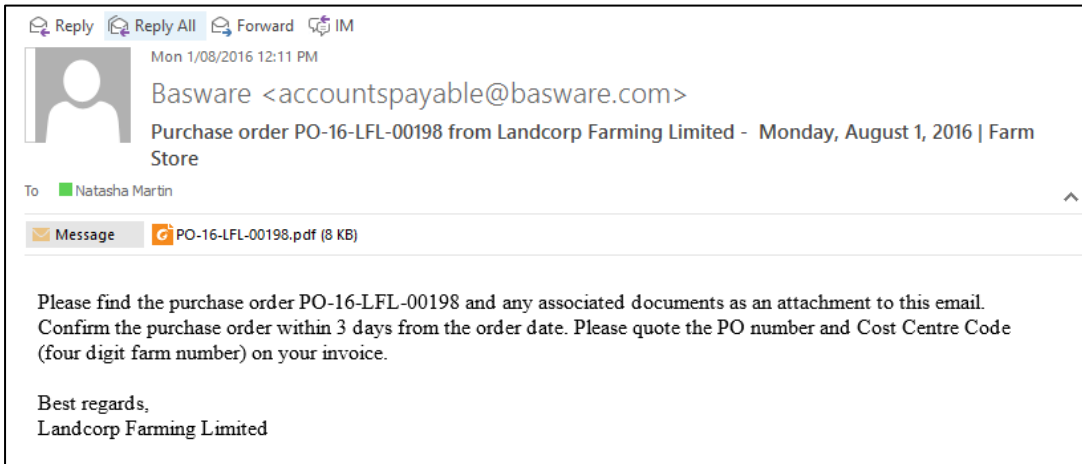 Reply Reply All Forward IM
Mon 1/08/2016 12:11 PM
Basware <accountspayable@basware.com>
Purchase order PO-16-LFL-00198 from Landcorp Farming Limited - Monday, August 1, 2016 | Farm
Store
To Natasha Martin
Message PO-16-LFL-00198.pdf (8 KB)
Please find the purchase order PO-16-LFL-00198 and any associated documents as an attachment to this email.
Confirm the purchase order within 3 days from the order date. Please quote the PO number and Cost Centre Code
(four digit farm number) on your invoice.
Best regards,
Landcorp Farming Limited